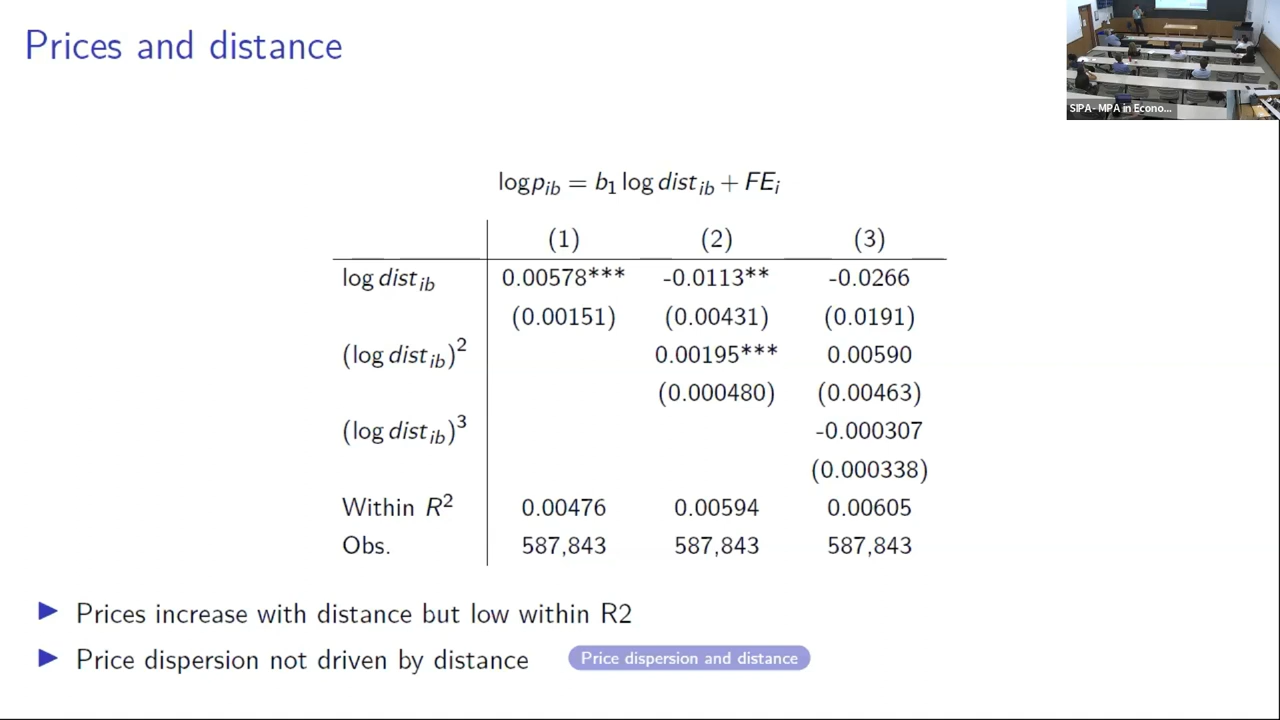 Prices and distance
SIPA - MPA in Econo...
log p_ib = b_1 log dist_ib + FE_i
(1) (2) (3)
log dist_ib 0.00578*** -0.0113** -0.0266
(0.00151) (0.00431) (0.0191)
(log dist_ib)^2 0.00195*** 0.00590
(0.000480) (0.00463)
(log dist_ib)^3 -0.000307
(0.000338)
Within R^2 0.00476 0.00594 0.00605
Obs. 587,843 587,843 587,843
Prices increase with distance but low within R2
Price dispersion not driven by distance Price dispersion and distance